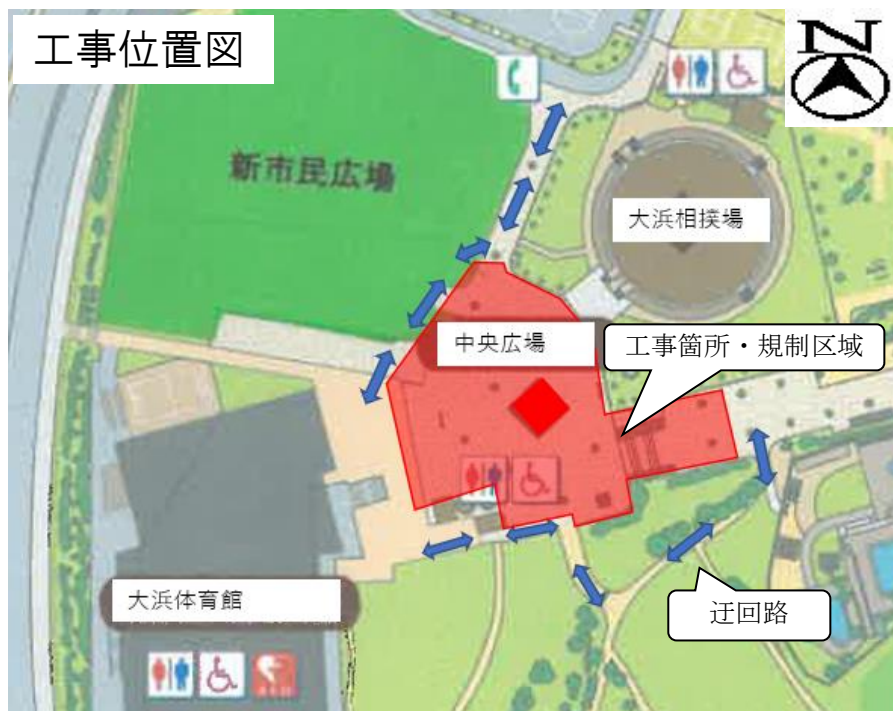 工事位置図
N
新市民広場
大浜相撲場
中央広場
工事箇所・規制区域
大浜体育館
迂回路